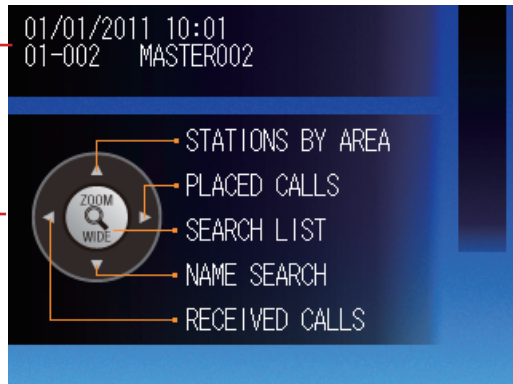 01/01/2011 10:01
01-002 MASTER002
STATIONS BY AREA
PLACED CALLS
ZOOM
WIDE
SEARCH LIST
NAME SEARCH
RECEIVED CALLS